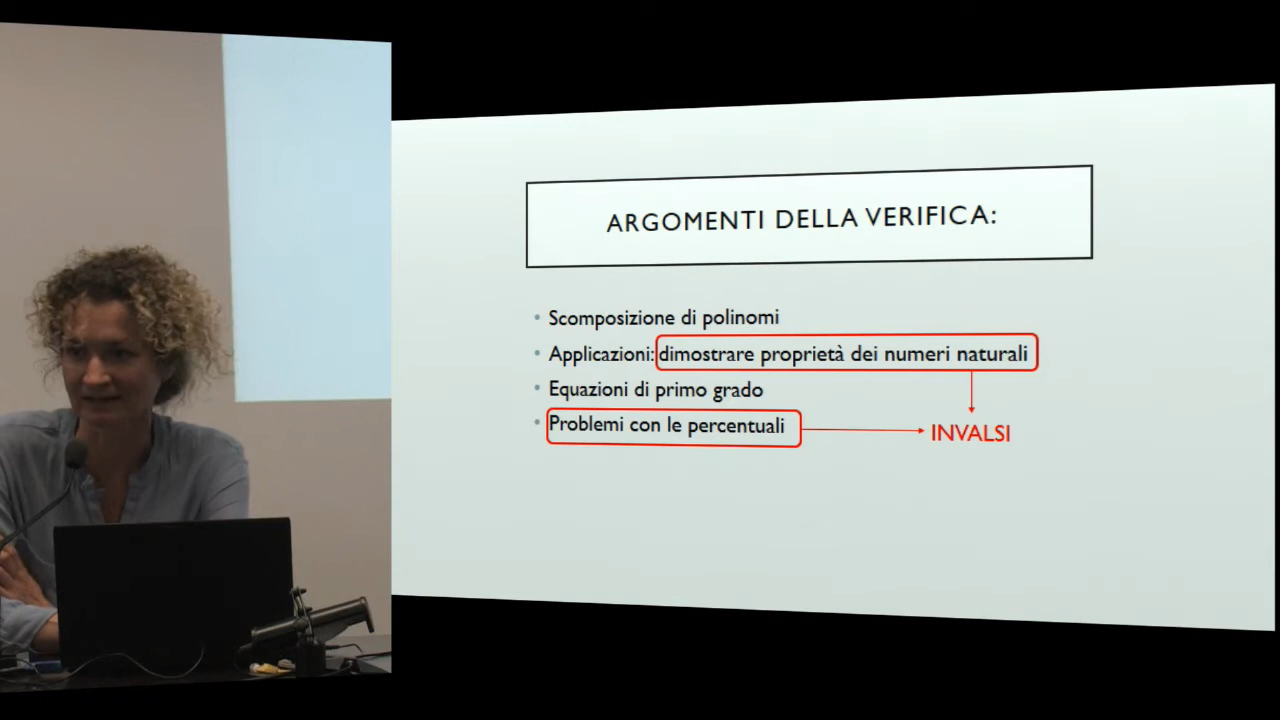 ARGOMENTI DELLA VERIFICA:
• Scomposizione di polinomi
• Applicazioni: dimostrare proprietà dei numeri naturali
• Equazioni di primo grado
• Problemi con le percentuali
INVALSI